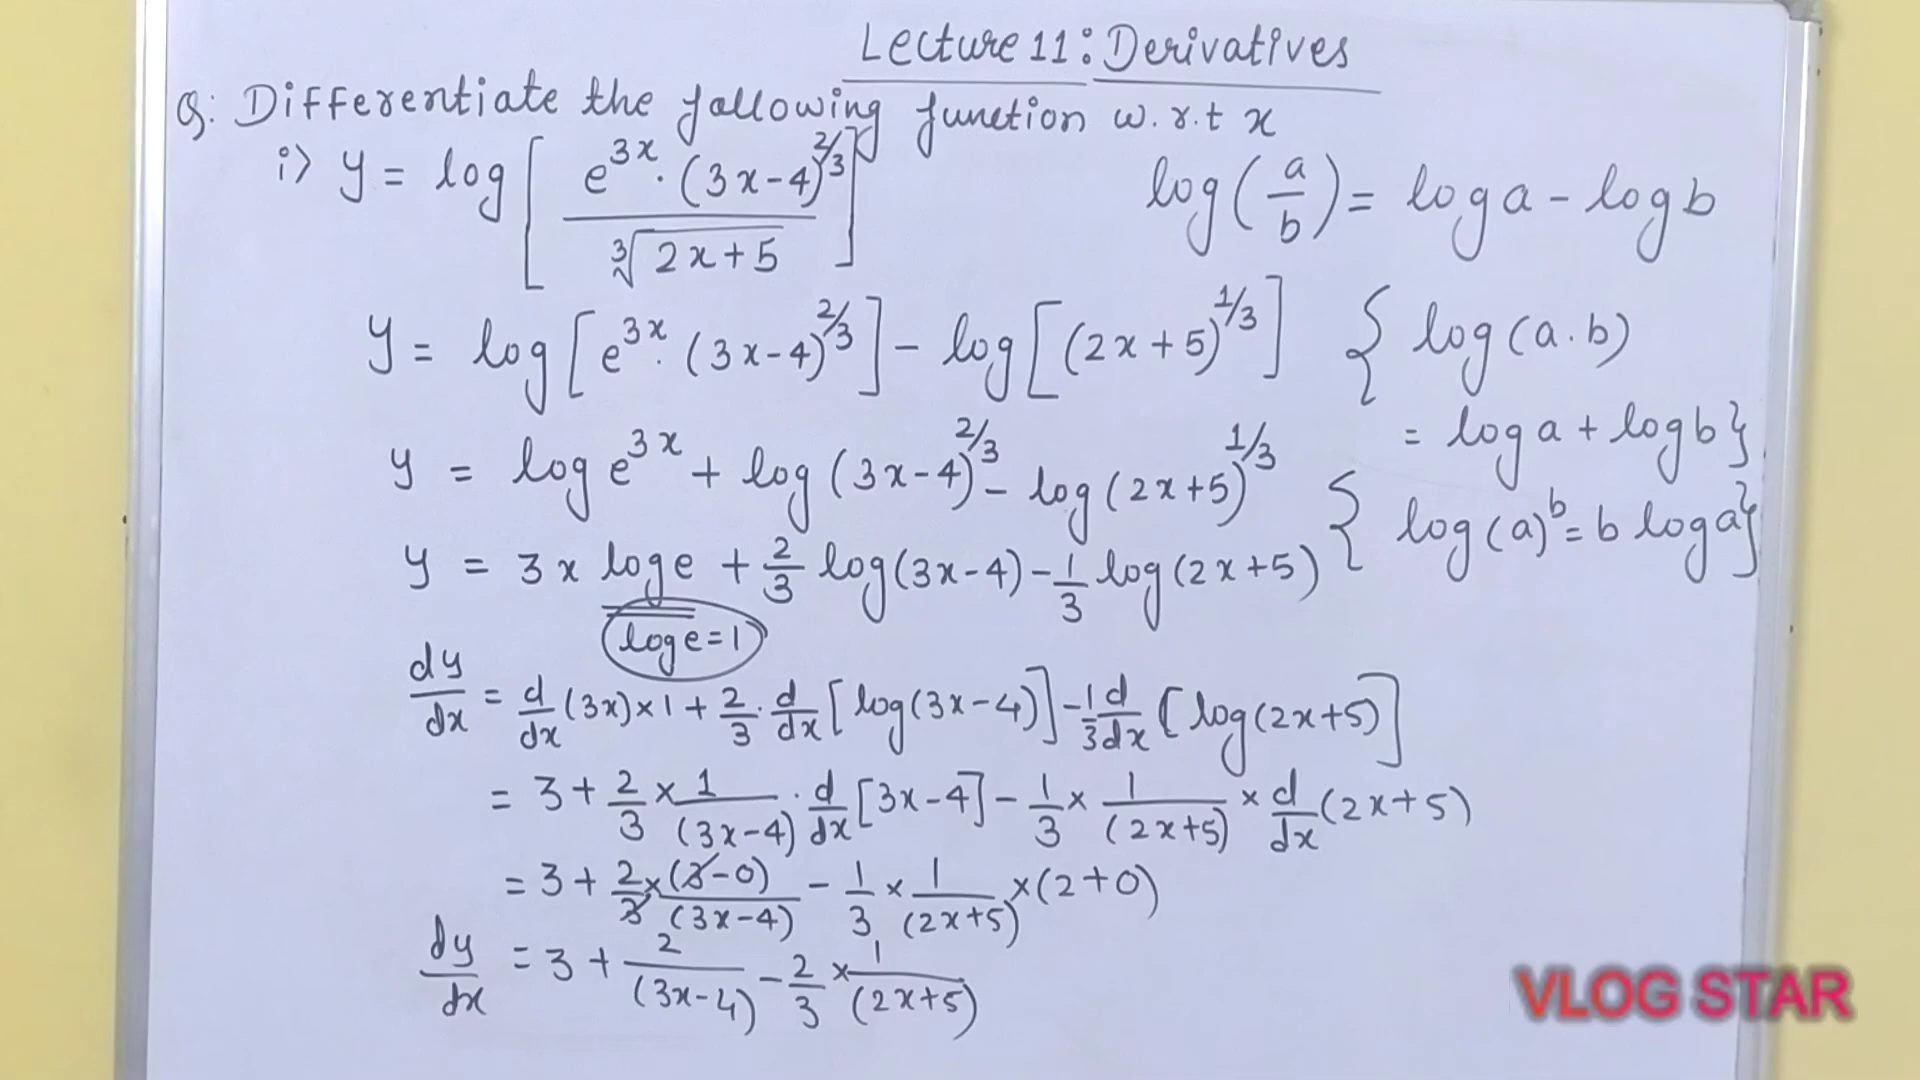 Lecture 11: Derivatives
Q: Differentiate the following function w.r.t x
i) y = log [ e^3x · (3x-4)^2/3 / ∛2x+5 ]
log(a/b) = log a - log b
y = log [e^3x · (3x-4)^2/3] - log [(2x+5)^1/3]
{ log(a.b)
= log a + log b}
y = log e^3x + log (3x-4)^2/3 - log (2x+5)^1/3
{ log(a)^b = b log a}
y = 3x log e + 2/3 log(3x-4) - 1/3 log(2x+5)
log e = 1
dy/dx = d/dx (3x) × 1 + 2/3 · d/dx [log(3x-4)] - 1/3 d/dx [log(2x+5)]
= 3 + 2/3 × 1/(3x-4) · d/dx [3x-4] - 1/3 × 1/(2x+5) × d/dx (2x+5)
= 3 + 2/3 × (3-0)/(3x-4) - 1/3 × 1/(2x+5) × (2+0)
dy/dx = 3 + 2/(3x-4) - 2/3 × 1/(2x+5)
VLOG STAR